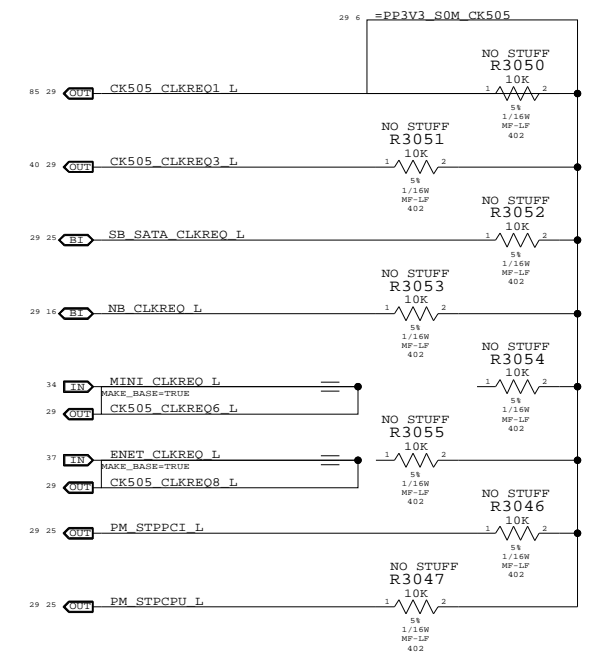 29 6 =PP3V3_S0M_CK505
NO STUFF
R3050
10K
85 29 OUT CK505_CLKREQ1_L 1 2
5%
1/16W
MF-LF
402
NO STUFF
R3051
10K
40 29 OUT CK505_CLKREQ3_L 1 2
5%
1/16W
MF-LF
402
NO STUFF
R3052
10K
29 25 BI SB_SATA_CLKREQ_L 1 2
5%
1/16W
MF-LF
402
NO STUFF
R3053
10K
29 16 BI NB_CLKREQ_L 1 2
5%
1/16W
MF-LF
402
NO STUFF
R3054
10K
34 IN MINI_CLKREQ_L 1 2
MAKE_BASE=TRUE
5%
1/16W
MF-LF
402
29 OUT CK505_CLKREQ6_L
NO STUFF
R3055
10K
37 IN ENET_CLKREQ_L 1 2
MAKE_BASE=TRUE
5%
1/16W
MF-LF
402
29 OUT CK505_CLKREQ8_L
NO STUFF
R3046
10K
29 25 OUT PM_STPPCI_L 1 2
5%
1/16W
MF-LF
402
NO STUFF
R3047
10K
29 25 OUT PM_STPCPU_L 1 2
5%
1/16W
MF-LF
402